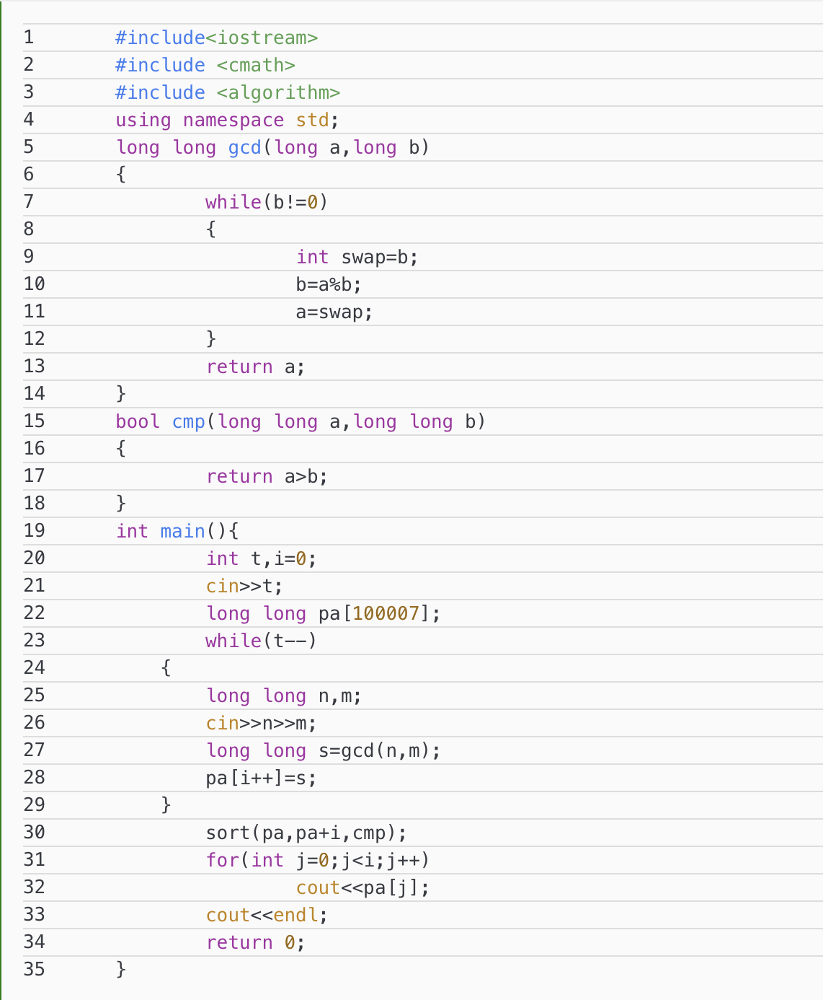 1 #include<iostream>
2 #include <cmath>
3 #include <algorithm>
4 using namespace std;
5 long long gcd(long a,long b)
6 {
7 while(b!=0)
8 {
9 int swap=b;
10 b=a%b;
11 a=swap;
12 }
13 return a;
14 }
15 bool cmp(long long a,long long b)
16 {
17 return a>b;
18 }
19 int main(){
20 int t,i=0;
21 cin>>t;
22 long long pa[100007];
23 while(t--)
24 {
25 long long n,m;
26 cin>>n>>m;
27 long long s=gcd(n,m);
28 pa[i++]=s;
29 }
30 sort(pa,pa+i,cmp);
31 for(int j=0;j<i;j++)
32 cout<<pa[j];
33 cout<<endl;
34 return 0;
35 }